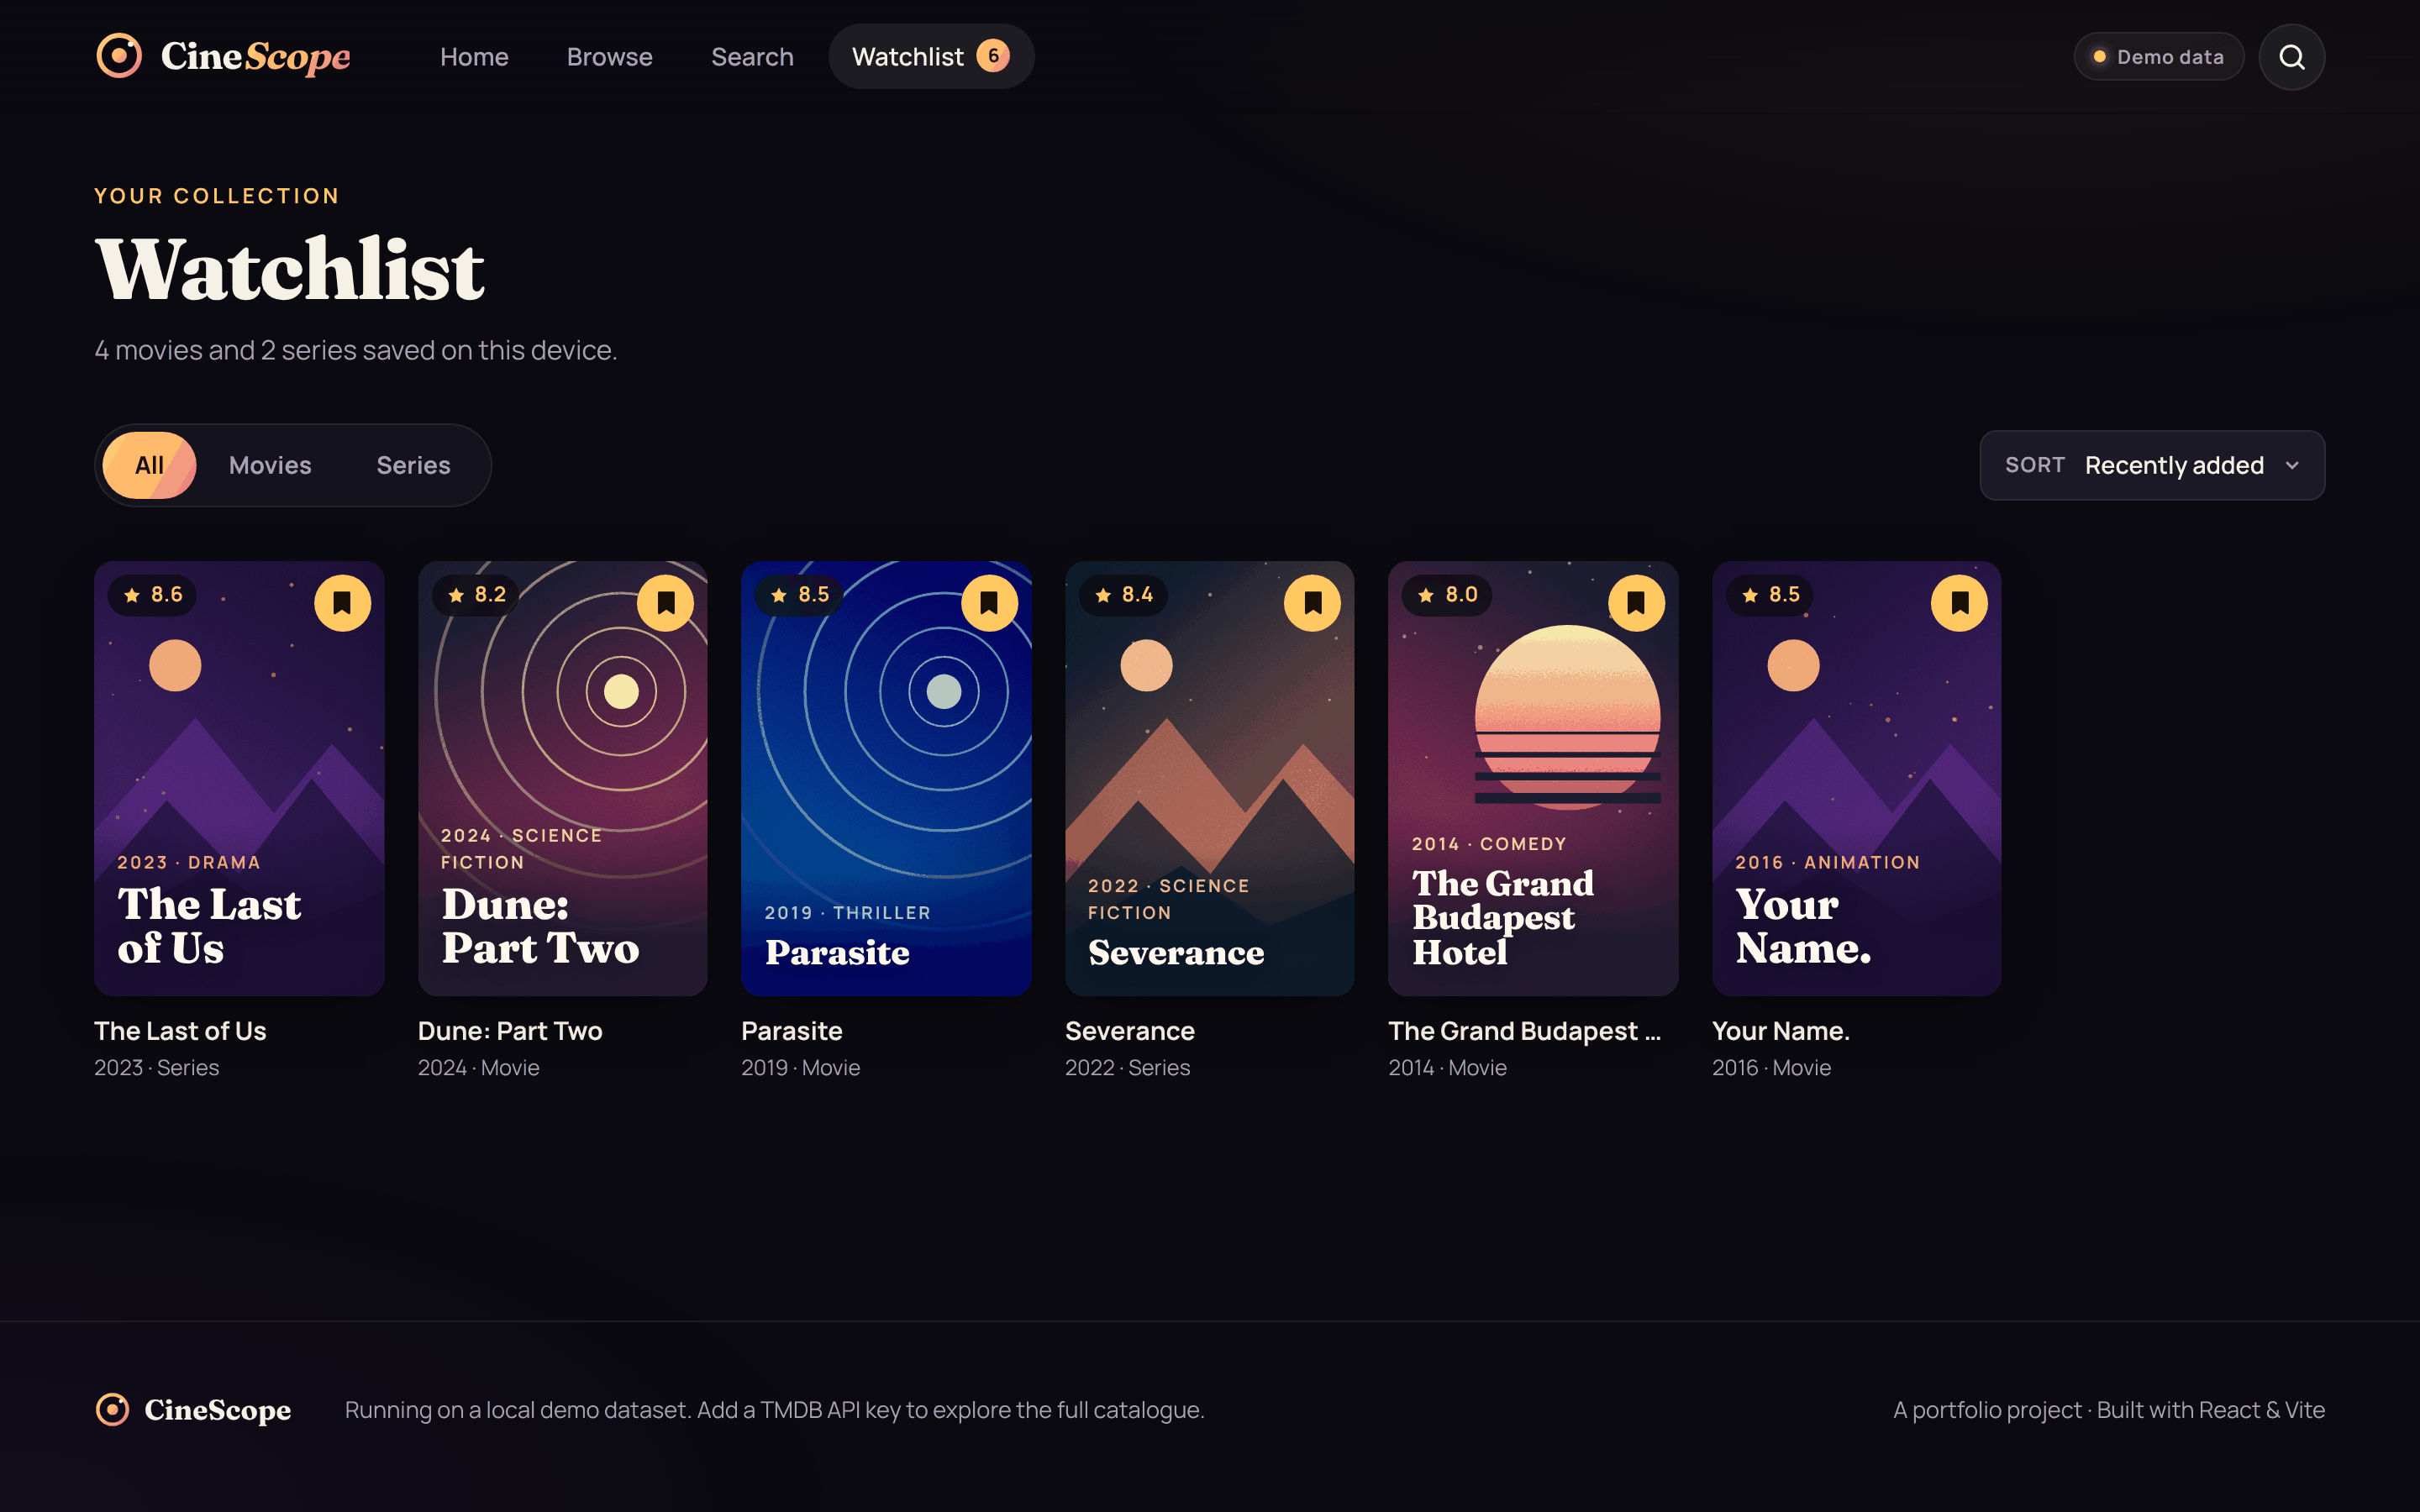 CineScope
Home
Browse
Search
Watchlist 6
Demo data
YOUR COLLECTION
Watchlist
4 movies and 2 series saved on this device.
All
Movies
Series
SORT Recently added
8.6
2023 · DRAMA
The Last
of Us
The Last of Us
2023 · Series
8.2
2024 · SCIENCE
FICTION
Dune:
Part Two
Dune: Part Two
2024 · Movie
8.5
2019 · THRILLER
Parasite
Parasite
2019 · Movie
8.4
2022 · SCIENCE
FICTION
Severance
Severance
2022 · Series
8.0
2014 · COMEDY
The Grand
Budapest
Hotel
The Grand Budapest ...
2014 · Movie
8.5
2016 · ANIMATION
Your
Name.
Your Name.
2016 · Movie
CineScope
Running on a local demo dataset. Add a TMDB API key to explore the full catalogue.
A portfolio project · Built with React & Vite